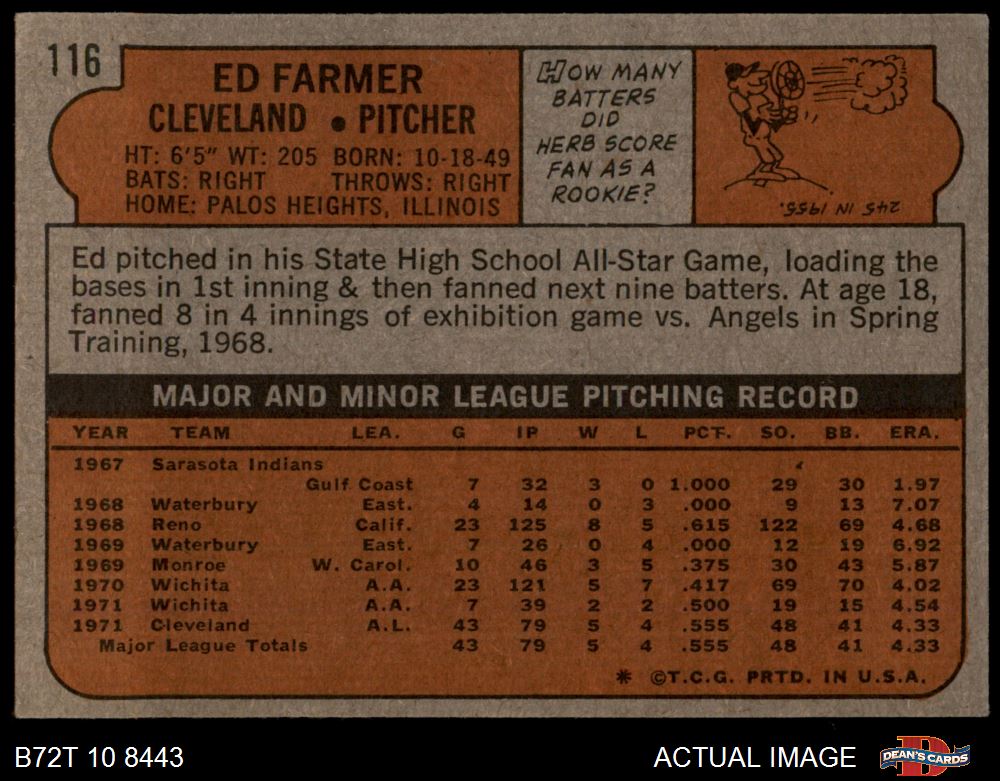 116
ED FARMER
CLEVELAND • PITCHER
HT: 6'5" WT: 205 BORN: 10-18-49
BATS: RIGHT THROWS: RIGHT
HOME: PALOS HEIGHTS, ILLINOIS
HOW MANY
BATTERS
DID
HERB SCORE
FAN AS A
ROOKIE?
245 IN 1955.
Ed pitched in his State High School All-Star Game, loading the
bases in 1st inning & then fanned next nine batters. At age 18,
fanned 8 in 4 innings of exhibition game vs. Angels in Spring
Training, 1968.
MAJOR AND MINOR LEAGUE PITCHING RECORD
YEAR TEAM LEA. G IP W L PCT. SO. BB. ERA.
1967 Sarasota Indians
Gulf Coast 7 32 3 0 1.000 29 30 1.97
1968 Waterbury East. 4 14 0 3 .000 9 13 7.07
1968 Reno Calif. 23 125 8 5 .615 122 69 4.68
1969 Waterbury East. 7 26 0 4 .000 12 19 6.92
1969 Monroe W. Carol. 10 46 3 5 .375 30 43 5.87
1970 Wichita A.A. 23 121 5 7 .417 69 70 4.02
1971 Wichita A.A. 7 39 2 2 .500 19 15 4.54
1971 Cleveland A.L. 43 79 5 4 .555 48 41 4.33
Major League Totals 43 79 5 4 .555 48 41 4.33
* ©T.C.G. PRTD. IN U.S.A.
B72T 10 8443
ACTUAL IMAGE
DEAN'S CARDS